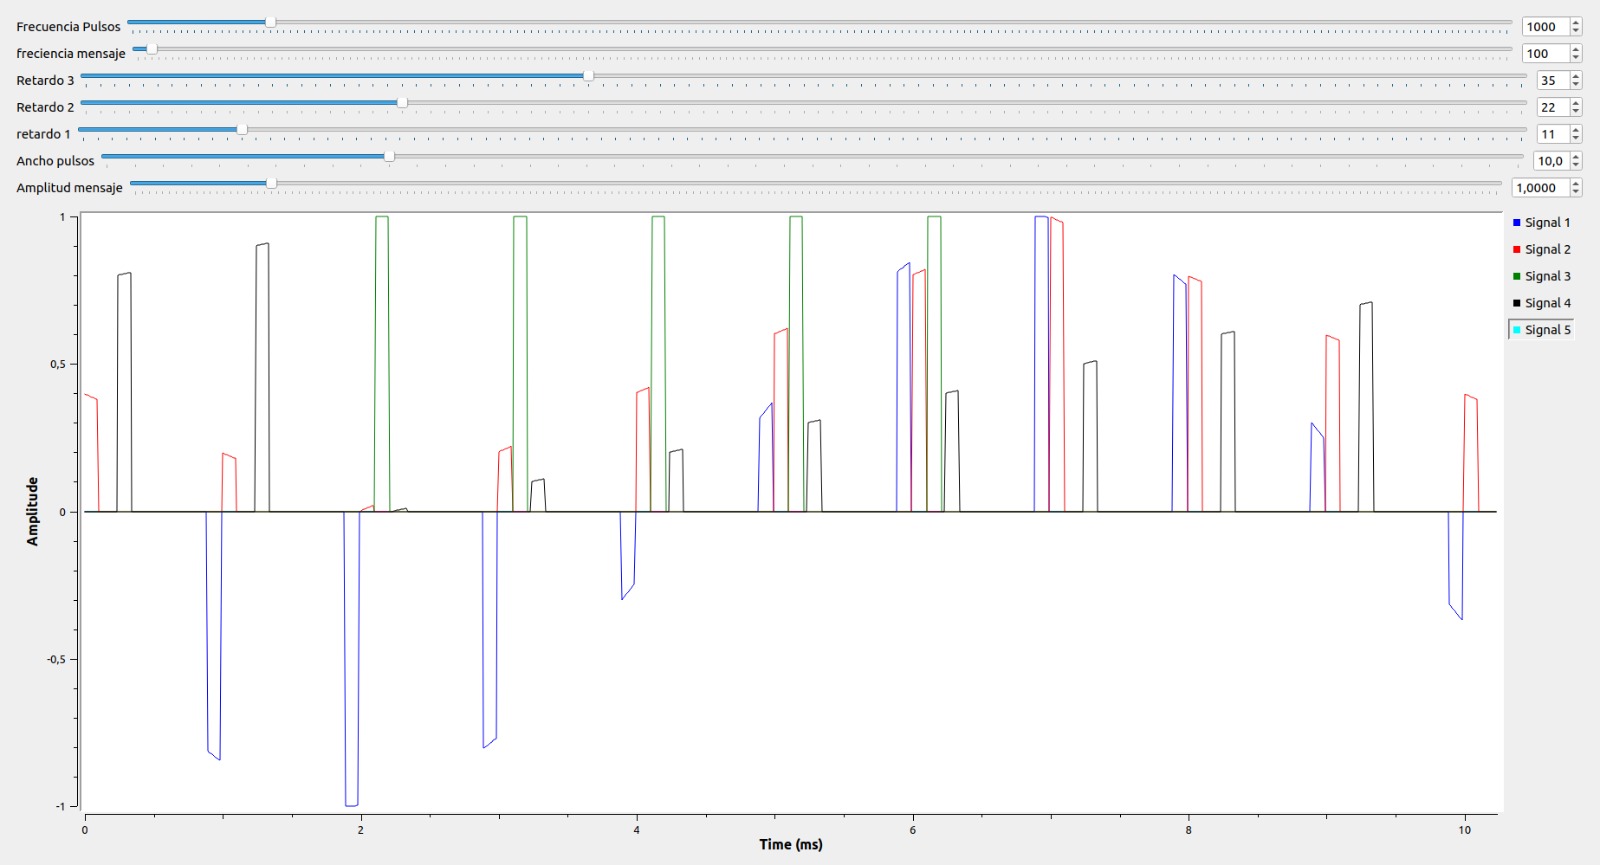 Frecuencia Pulsos 1000
freciencia mensaje 100
Retardo 3 35
Retardo 2 22
retardo 1 11
Ancho pulsos 10,0
Amplitud mensaje 1,0000
1 Signal 1
Signal 2
Signal 3
Signal 4
Signal 5
0,5
0
-0,5
-1
Amplitude
0 2 4 6 8 10
Time (ms)